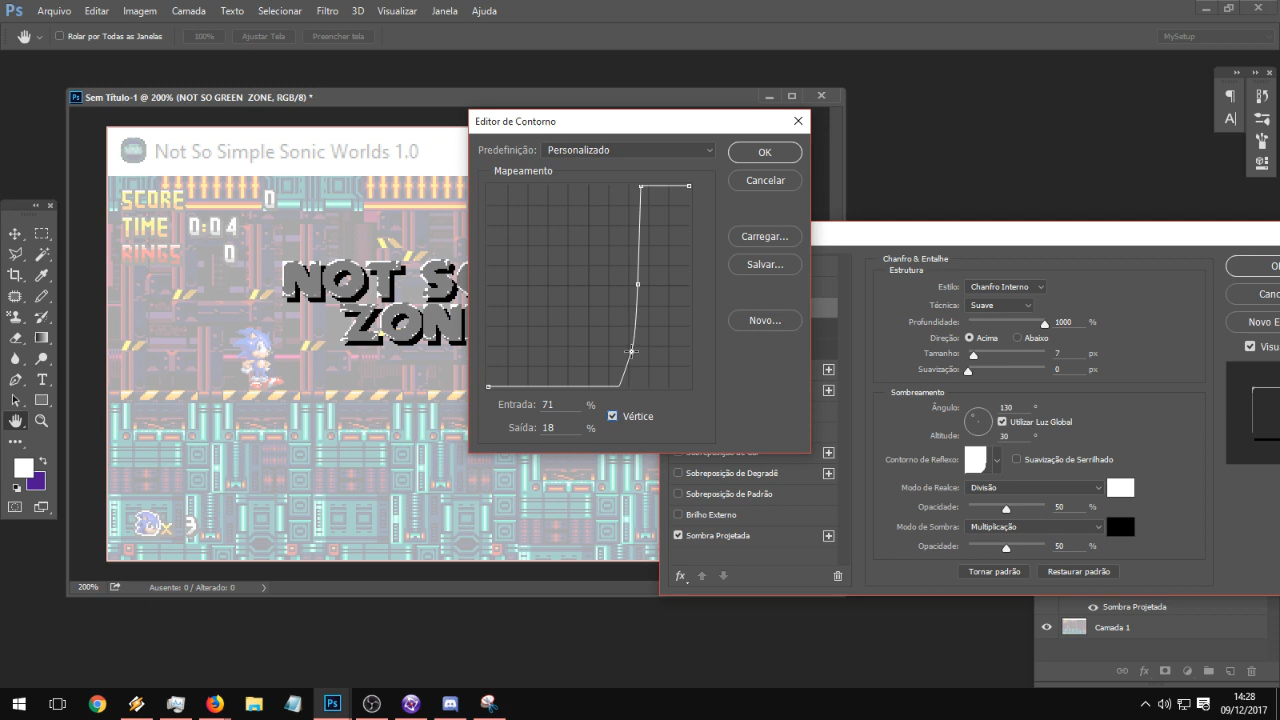 Ps Arquivo Editar Imagem Camada Texto Selecionar Filtro 3D Visualizar Janela Ajuda
Rolar por Todas as Janelas 100% Ajustar Tela Preencher tela MySetup
Ps Sem Título-1 @ 200% (NOT SO GREEN ZONE, RGB/8) *
Not So Simple Sonic Worlds 1.0
SCORE 0
TIME 0:04
RINGS 0
NOT SO
ZON
x 3
200% Ausente: 0 / Alterado: 0
Editor de Contorno
Predefinição: Personalizado
Mapeamento
OK
Cancelar
Carregar...
Salvar...
Novo...
Entrada: 71 %
Saída: 18 %
Vértice
Sobreposição de Degradê
Sobreposição de Padrão
Brilho Externo
Sombra Projetada
fx
Chanfro & Entalhe
Estrutura
Estilo: Chanfro Interno
Técnica: Suave
Profundidade: 1000 %
Direção: Acima Abaixo
Tamanho: 7 px
Suavização: 0 px
Sombreamento
Ângulo: 130 °
Utilizar Luz Global
Altitude: 30 °
Contorno de Reflexo: Suavização de Serrilhado
Modo de Realce: Divisão
Opacidade: 50 %
Modo de Sombra: Multiplicação
Opacidade: 50 %
Tornar padrão Restaurar padrão
O
Canc
Novo E
Visu
Sombra Projetada
Camada 1
fx
Ps
14:28
09/12/2017